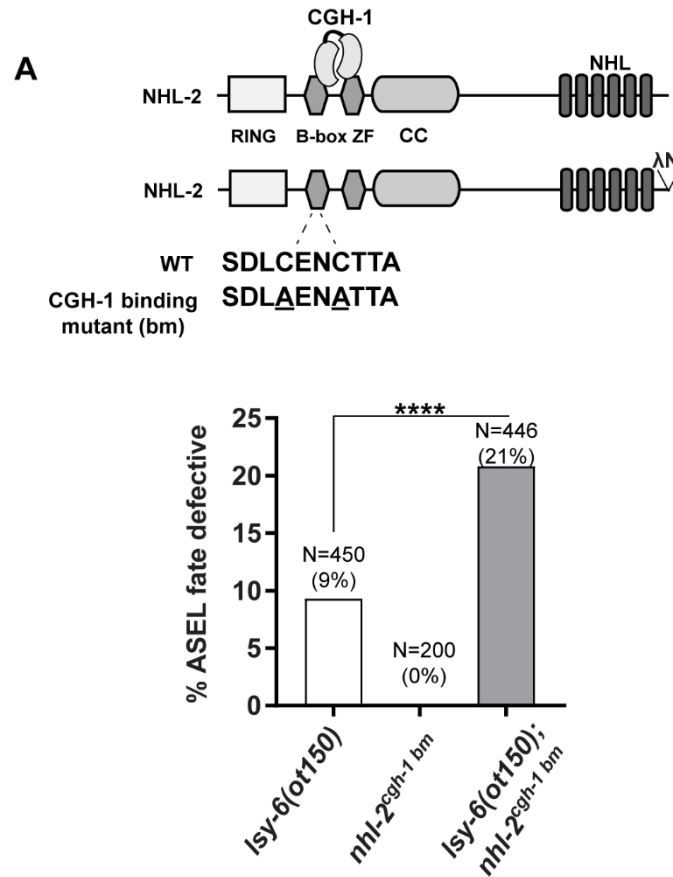 CGH-1
A
NHL-2
NHL
RING B-box ZF CC
NHL-2
λN
WT SDLCENCTTA
CGH-1 binding SDLAENATTA
mutant (bm)
25
20
15
10
5
0
% ASEL fate defective
****
N=450
(9%)
N=200
(0%)
N=446
(21%)
lsy-6(ot150)
nhl-2cgh-1 bm
lsy-6(ot150);
nhl-2cgh-1 bm